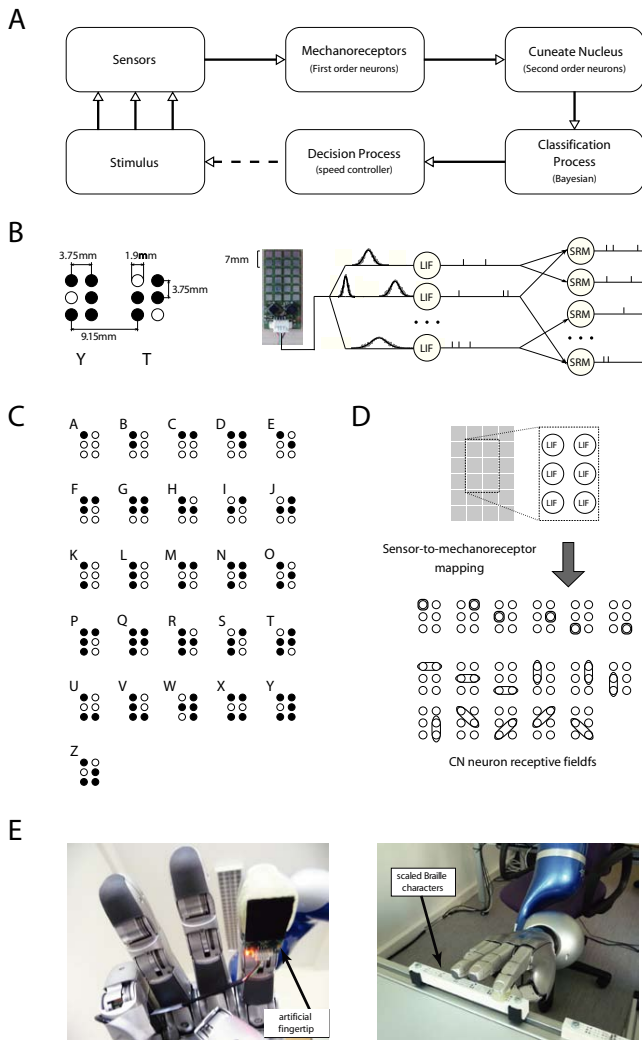 A
Sensors
Mechanoreceptors
(First order neurons)
Cuneate Nucleus
(Second order neurons)
Stimulus
Decision Process
(speed controller)
Classification
Process
(Bayesian)
B
3.75mm
1.9mm
3.75mm
9.15mm
Y
T
7mm
LIF
LIF
• • •
LIF
SRM
SRM
SRM
• • •
SRM
C
A B C D E
F G H I J
K L M N O
P Q R S T
U V W X Y
Z
D
LIF LIF
LIF LIF
LIF LIF
Sensor-to-mechanoreceptor
mapping
CN neuron receptive fieldfs
E
artificial
fingertip
scaled Braille
characters